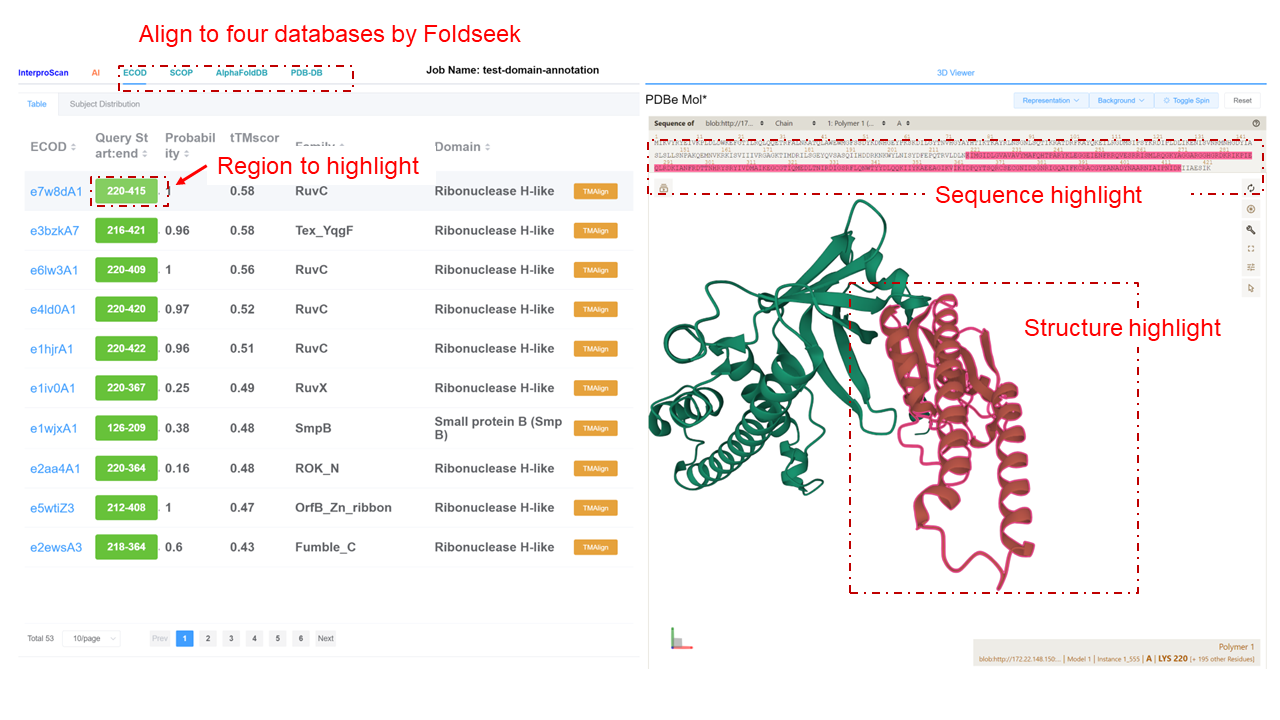 Align to four databases by Foldseek
InterproScan AI ECOD SCOP AlphaFoldDB PDB-DB
Job Name: test-domain-annotation
3D Viewer
Table Subject Distribution
PDBe Mol*
Representation Background Toggle Spin Reset
Sequence of blob:http://17... Chain 1: Polymer 1 (... A
ECOD Query St art:end Probabil ity tTMscor Domain
Region to highlight
e7w8dA1 220-415 0.58 RuvC Ribonuclease H-like TMAlign
e3bzkA7 216-421 0.96 0.58 Tex_YqgF Ribonuclease H-like TMAlign
e6lw3A1 220-409 1 0.56 RuvC Ribonuclease H-like TMAlign
e4ld0A1 220-420 0.97 0.52 RuvC Ribonuclease H-like TMAlign
e1hjrA1 220-422 0.96 0.51 RuvC Ribonuclease H-like TMAlign
e1iv0A1 220-367 0.25 0.49 RuvX Ribonuclease H-like TMAlign
e1wjxA1 126-209 0.38 0.48 SmpB Small protein B (Smp B) TMAlign
e2aa4A1 220-364 0.16 0.48 ROK_N Ribonuclease H-like TMAlign
e5wtiZ3 212-408 1 0.47 OrfB_Zn_ribbon Ribonuclease H-like TMAlign
e2ewsA3 218-364 0.6 0.43 Fumble_C Ribonuclease H-like TMAlign
Total 53 10/page Prev 1 2 3 4 5 6 Next
Sequence highlight
Structure highlight
Polymer 1
blob:http://172.22.148.150:... | Model 1 | Instance 1_555 | A | LYS 220 [+ 195 other Residues]